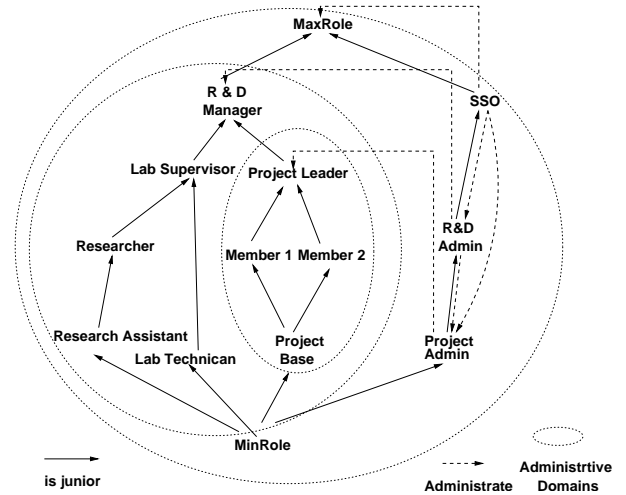 MaxRole
R & D
Manager
SSO
Lab Supervisor
Project Leader
Researcher
Member 1
Member 2
R&D
Admin
Research Assistant
Lab Technican
Project
Base
Project
Admin
MinRole
is junior
Administrate
Administrtive
Domains